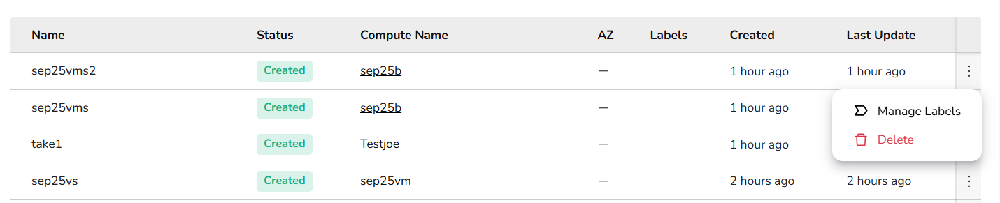 Name Status Compute Name AZ Labels Created Last Update
sep25vms2 Created sep25b — 1 hour ago 1 hour ago
sep25vms Created sep25b — 1 hour ago
Manage Labels
take1 Created Testjoe — 1 hour ago
Delete
sep25vs Created sep25vm — 2 hours ago 2 hours ago